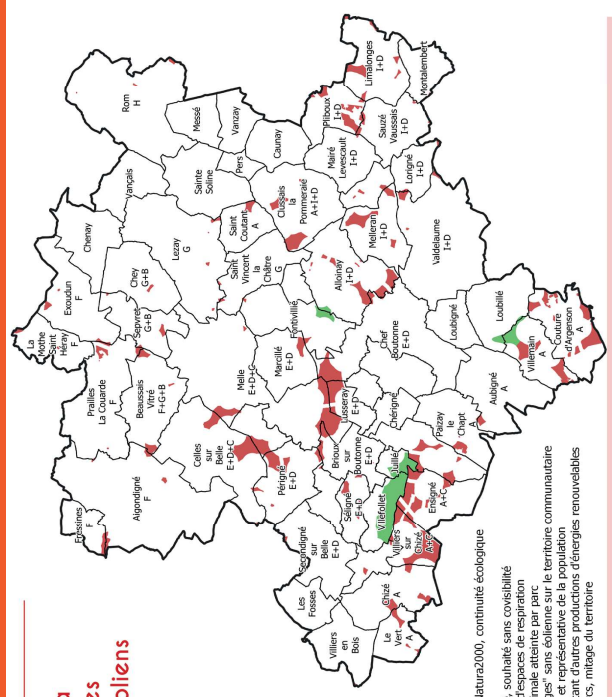 Rom
H
Messé
Vanzay
Limalonges
I+D
Montalembert
Pliboux
I+D
Sauzé
Vaussais
I+D
Caunay
Pers
Sainte
Soline
Mairé
Levescault
I+D
Lorigné
I+D
Clussais
la
Pommeraie
A+I+D
Melleran
I+D
Valdelaume
I+D
Saint
Coutant
A
Lezay
G
Saint
Vincent
la
Châtre
G
Alloinay
I+D
Chenay
Chey
G+B
Exoudun
F
Sepvret
G+B
La
Mothe
Saint
Héray
F
Fontivillié
Loubigné
Loubillé
Couture
d'Argenson
A
Villemain
A
Chef
Boutonne
E+D
Marcillé
E+D
Melle
E+D+G
Prailles
La Couarde
F
Beaussais
Vitré
F+G+B
Lusseray
E+D
Chérigné
Aubigné
A
Paizay
le
Chapt
A
Brioux
sur
Boutonne
E+D
Celles
sur
Belle
E+D+C
Périgné
E+D
Aigondigné
F
Fressines
F
Juillé
Ensigné
A+C
Villefollet
Séligné
E+D
Secondigné
sur
Belle
E+D
Villiers
sur
Chizé
A+C
Chizé
A
Le
Vert
A
Les
Fosses
Villiers
en
Bois
a
es
oliens
Natura2000, continuité écologique
, souhaité sans covisibilité
d'espaces de respiration
male atteinte par parc
ges" sans éolienne sur le territoire communautaire
et représentative de la population
tant d'autres productions d'énergies renouvelables
cs, mitage du territoire